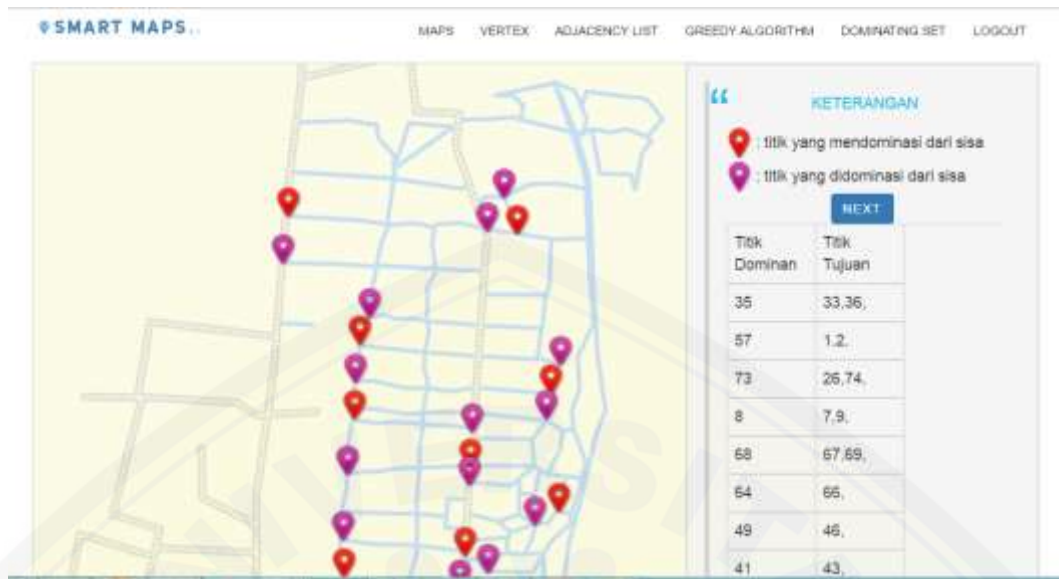 SMART MAPS
MAPS VERTEX ADJACENCY LIST GREEDY ALGORITHM DOMINATING SET LOGOUT
“ KETERANGAN
: titik yang mendominasi dari sisa
: titik yang didominasi dari sisa
NEXT
Titik Dominan Titik Tujuan
35 33,36,
57 1,2,
73 26,74,
8 7,9,
68 67,69,
64 66,
49 46,
41 43,